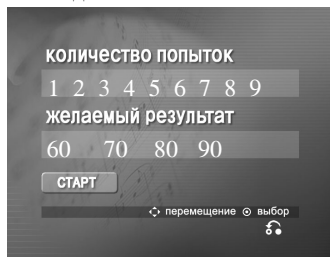 количество попыток
1 2 3 4 5 6 7 8 9
желаемый результат
60 70 80 90
СТАРТ
перемещение выбор